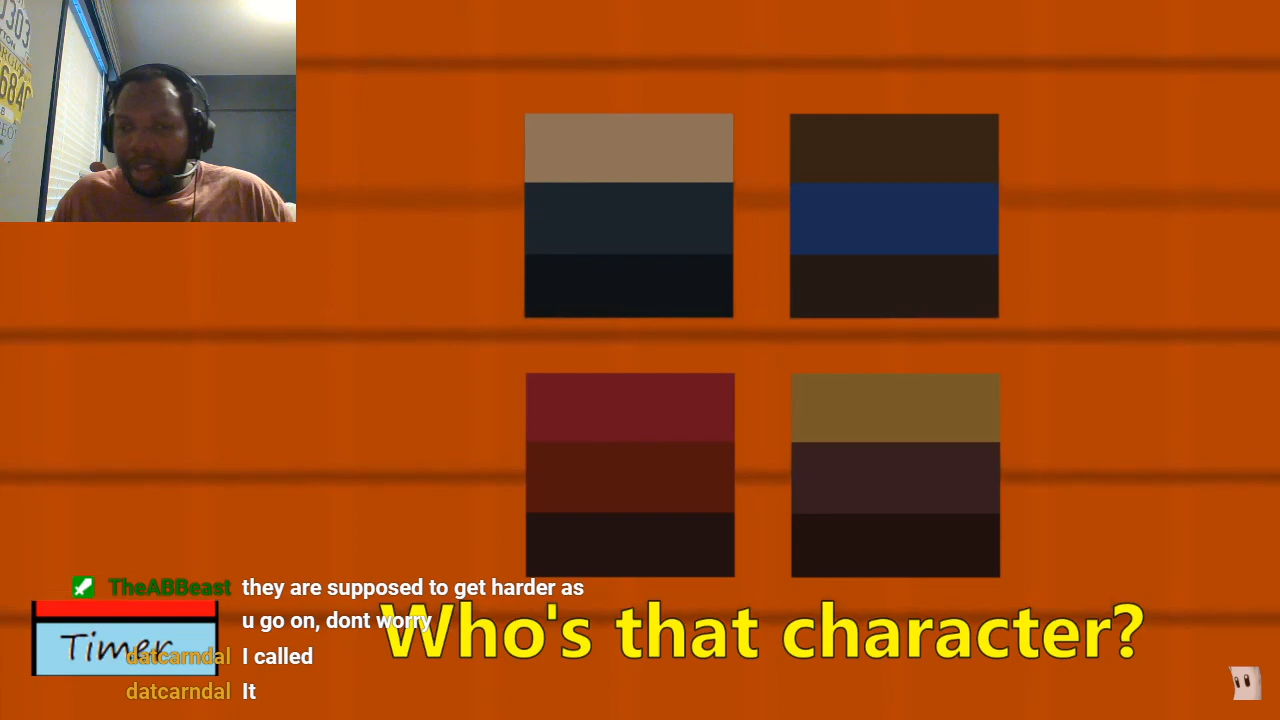 TheABBeast they are supposed to get harder as
u go on, dont worry
Who's that character?
Timer
datcarndal I called
datcarndal It